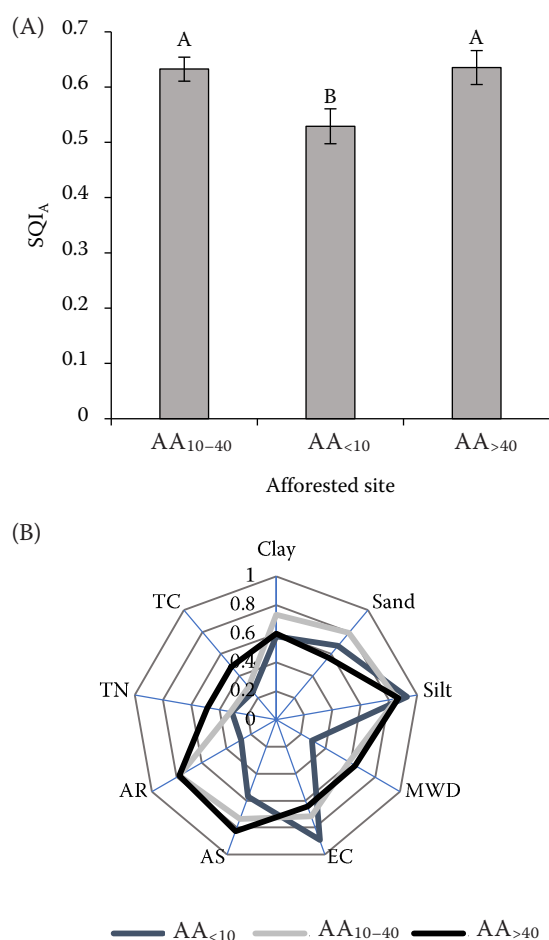 (A)
0.7
0.6
0.5
0.4
0.3
0.2
0.1
0
SQI_A
A
B
A
AA10–40
AA<10
AA>40
Afforested site
(B)
Clay
Sand
Silt
MWD
EC
AS
AR
TN
TC
1
0.8
0.6
0.4
0.2
0
AA<10
AA10–40
AA>40